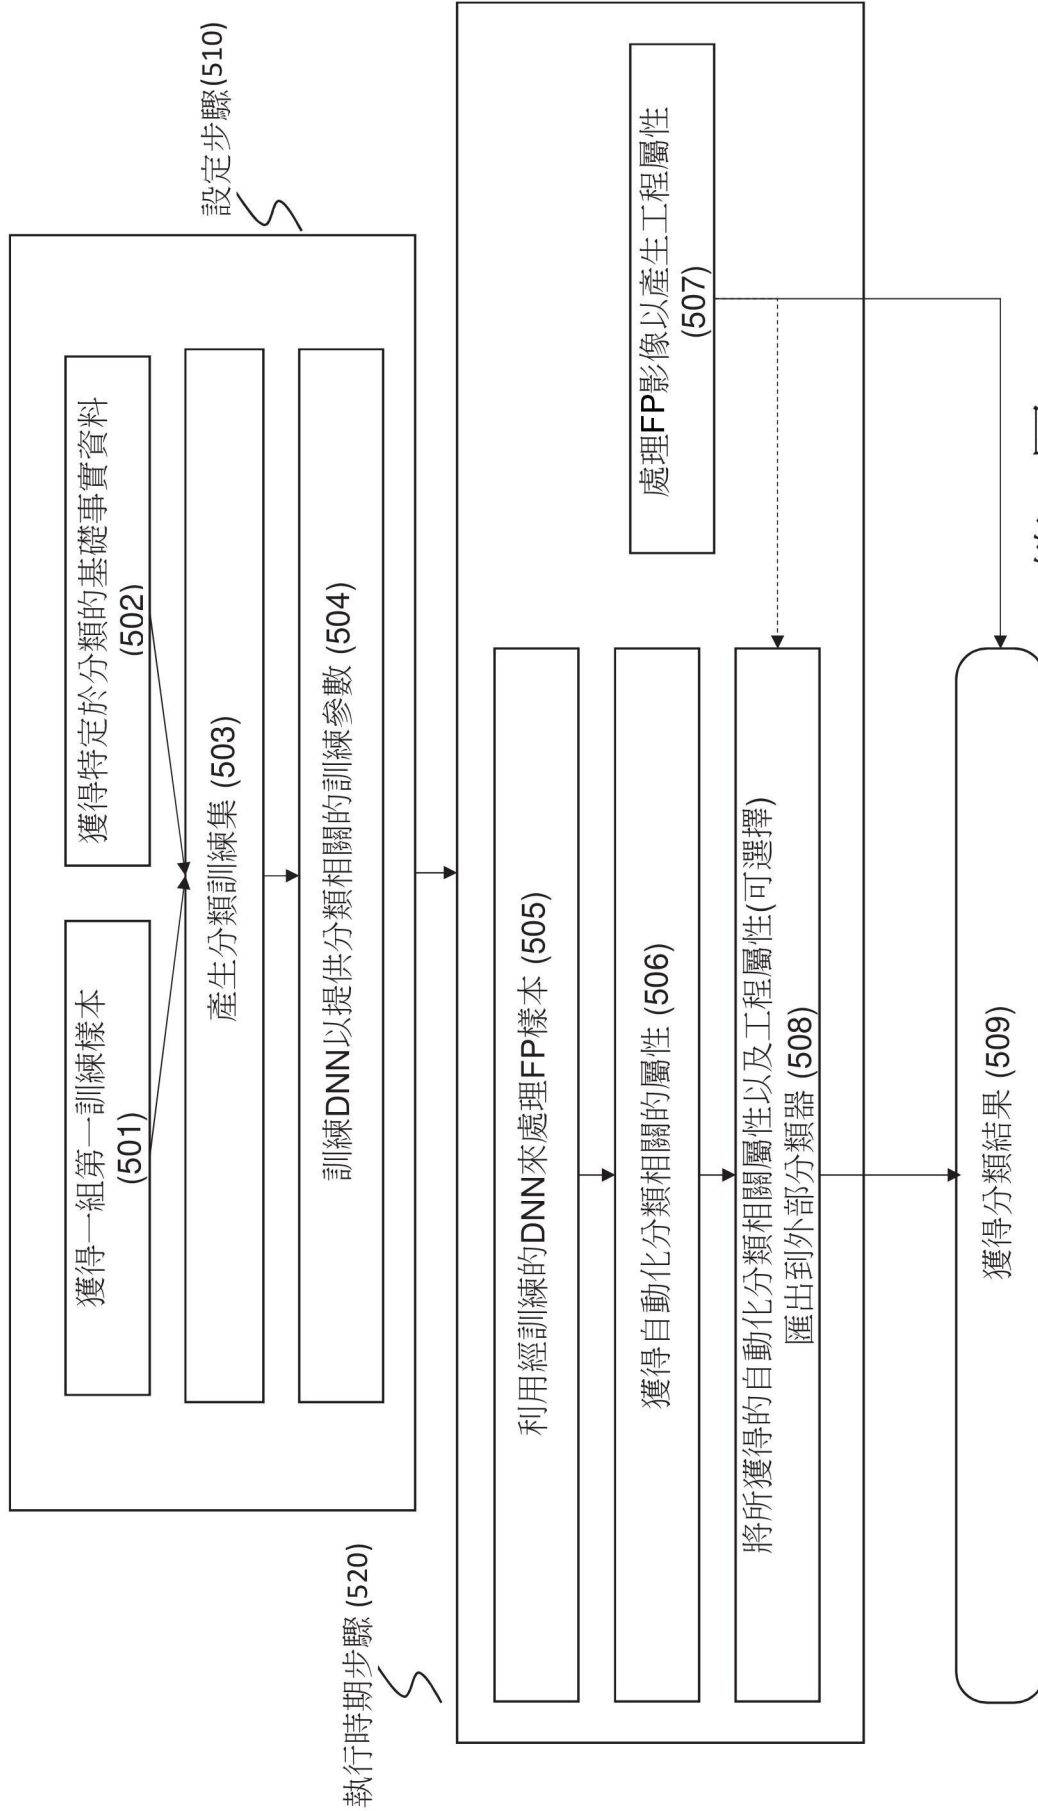 設定步驟(510)
獲得一組第一訓練樣本
(501)
獲得特定於分類的基礎事實資料
(502)
產生分類訓練集 (503)
訓練DNN以提供分類相關的訓練參數 (504)
執行時期步驟 (520)
利用經訓練的DNN來處理FP樣本 (505)
獲得自動化分類相關的屬性 (506)
處理FP影像以產生工程屬性
(507)
將所獲得的自動化分類相關屬性以及工程屬性(可選擇)
匯出到外部分類器 (508)
獲得分類結果 (509)